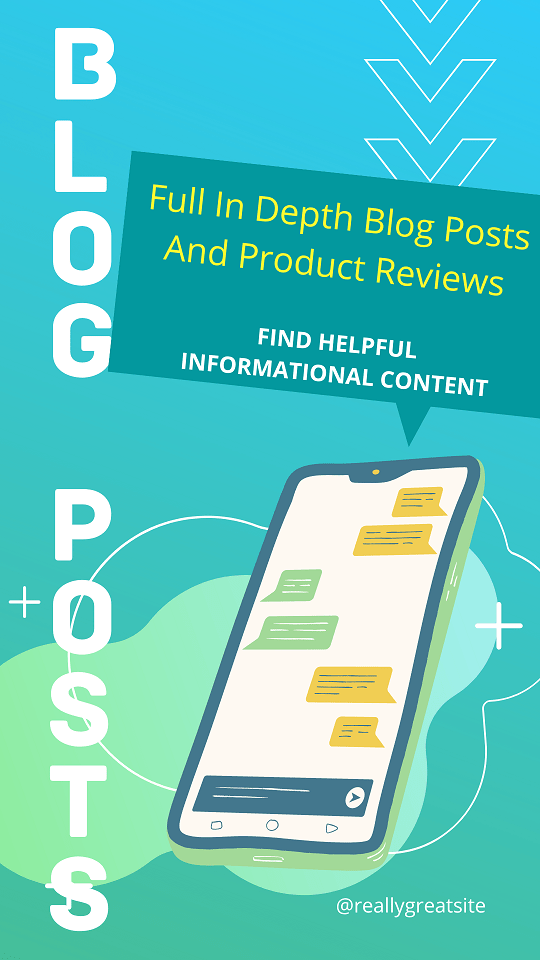 BLOG POSTS
Full In Depth Blog Posts
And Product Reviews
FIND HELPFUL
INFORMATIONAL CONTENT
@reallygreatsite